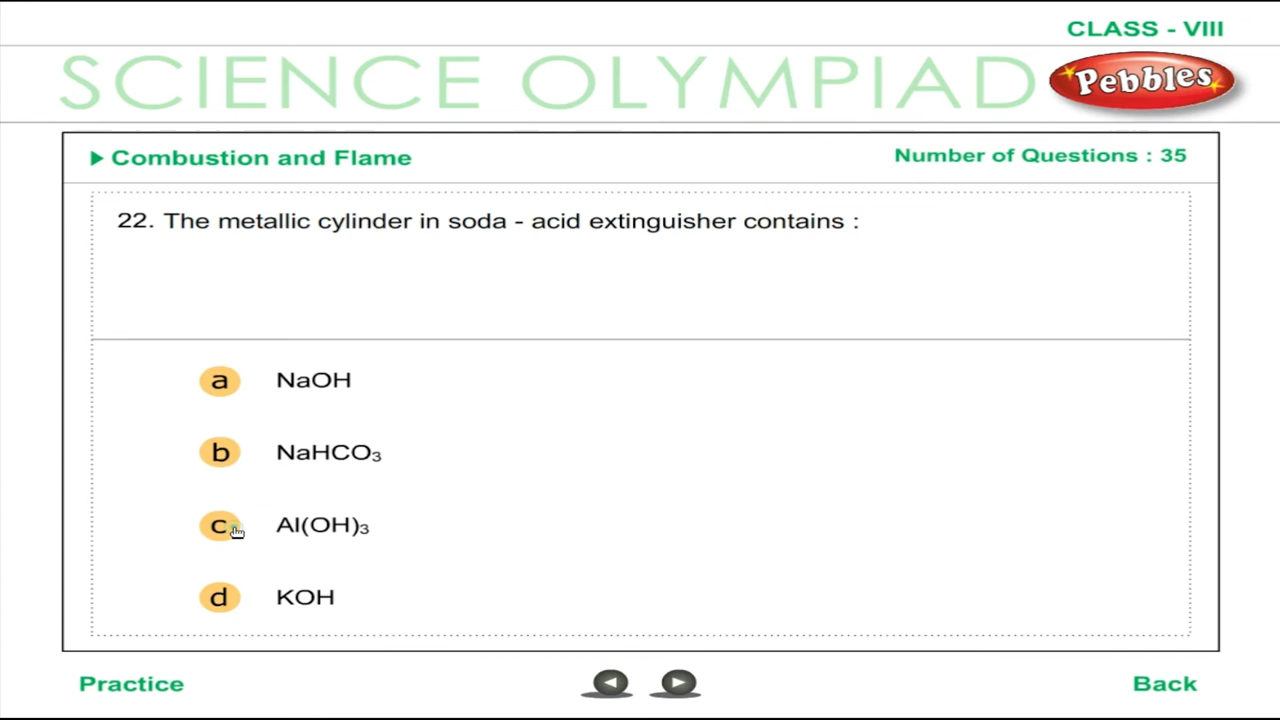 CLASS - VIII
SCIENCE OLYMPIAD
Pebbles
Combustion and Flame
Number of Questions : 35
22. The metallic cylinder in soda - acid extinguisher contains :
a NaOH
b NaHCO₃
c Al(OH)₃
d KOH
Practice
Back